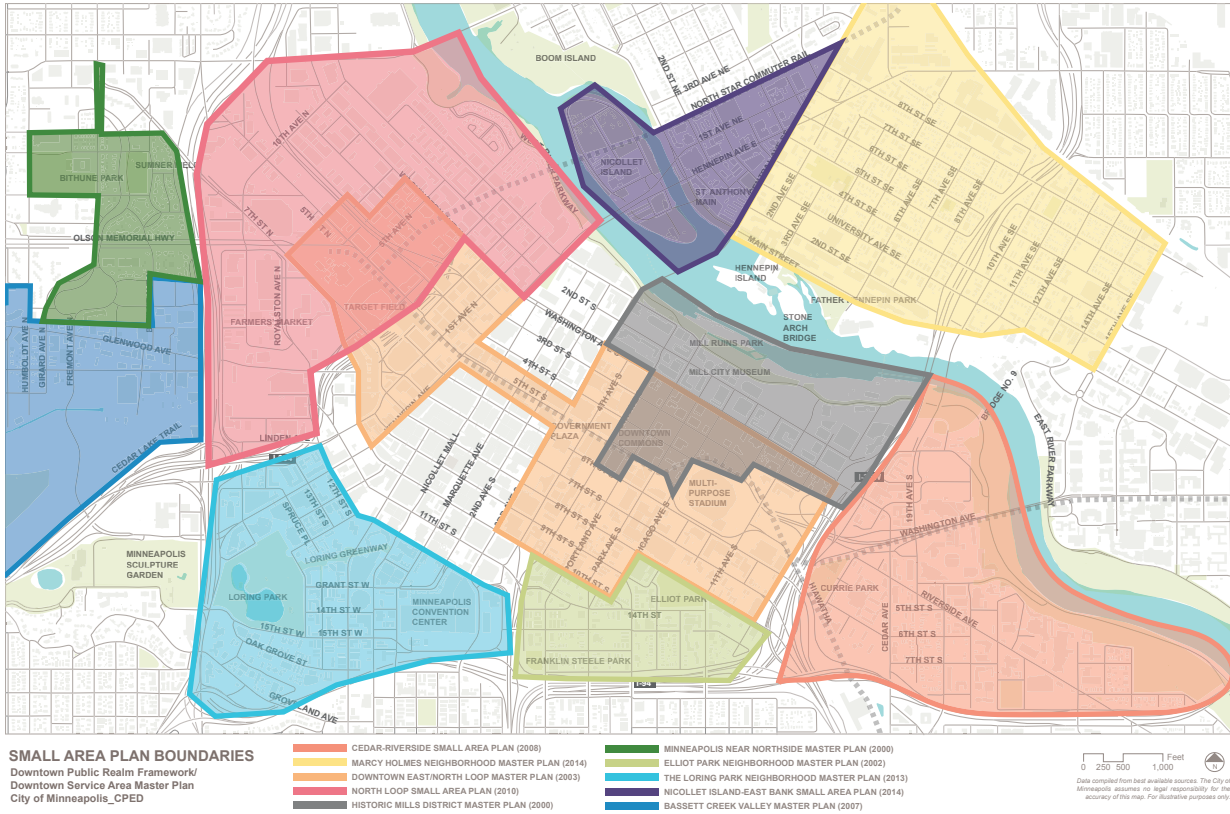 BOOM ISLAND
2ND ST NE
3RD AVE NE
NORTH STAR COMMUTER RAIL
10TH AVE N
1ST AVE NE
HENNEPIN AVE E
8TH ST SE
7TH ST SE
6TH ST SE
5TH ST SE
4TH ST SE
UNIVERSITY AVE SE
2ND ST SE
MAIN STREET
2ND AVE SE
3RD AVE SE
6TH AVE SE
7TH AVE SE
8TH AVE SE
10TH AVE SE
11TH AVE SE
12TH AVE SE
14TH AVE SE
SUMNER FIELD
BITHUNE PARK
NICOLLET
ISLAND
ST. ANTHONY
MAIN
OLSON MEMORIAL HWY
7TH ST N
5TH AVE N
ROYALSTON AVE N
TARGET FIELD
FARMERS MARKET
1ST AVE N
HENNEPIN
ISLAND
FATHER HENNEPIN PARK
STONE
ARCH
BRIDGE
2ND ST S
WASHINGTON AVE S
3RD ST S
4TH ST S
5TH ST S
4TH AVE S
MILL RUINS PARK
MILL CITY MUSEUM
HUMBOLDT AVE N
GIRARD AVE N
FREMONT AVE N
GLENWOOD AVE
CEDAR LAKE TRAIL
LINDEN AVE
I-394
GOVERNMENT
PLAZA
DOWNTOWN
COMMONS
NICOLLET MALL
MARQUETTE AVE
2ND AVE S
11TH ST S
12TH ST S
13TH ST S
SPRUCE PL
7TH ST S
8TH ST S
9TH ST S
10TH ST S
PORTLAND AVE
PARK AVE S
11TH AVE S
MULTI-
PURPOSE
STADIUM
BRIDGE NO. 9
EAST RIVER PARKWAY
19TH AVE S
WASHINGTON AVE
MINNEAPOLIS
SCULPTURE
GARDEN
LORING GREENWAY
LORING PARK
GRANT ST W
14TH ST W
15TH ST W
15TH ST W
OAK GROVE ST
GROVELAND AVE
MINNEAPOLIS
CONVENTION
CENTER
ELLIOT PARK
14TH ST
FRANKLIN STEELE PARK
I-94
HIAWATHA
CURRIE PARK
CEDAR AVE
RIVERSIDE AVE
5TH ST S
6TH ST S
7TH ST S
SMALL AREA PLAN BOUNDARIES
Downtown Public Realm Framework/
Downtown Service Area Master Plan
City of Minneapolis_CPED
CEDAR-RIVERSIDE SMALL AREA PLAN (2008)
MARCY HOLMES NEIGHBORHOOD MASTER PLAN (2014)
DOWNTOWN EAST/NORTH LOOP MASTER PLAN (2003)
NORTH LOOP SMALL AREA PLAN (2010)
HISTORIC MILLS DISTRICT MASTER PLAN (2000)
MINNEAPOLIS NEAR NORTHSIDE MASTER PLAN (2000)
ELLIOT PARK NEIGHBORHOOD MASTER PLAN (2002)
THE LORING PARK NEIGHBORHOOD MASTER PLAN (2013)
NICOLLET ISLAND-EAST BANK SMALL AREA PLAN (2014)
BASSETT CREEK VALLEY MASTER PLAN (2007)
0 250 500 1,000 Feet
N
Data compiled from best available sources. The City of
Minneapolis assumes no legal responsibility for the
accuracy of this map. For illustrative purposes only.